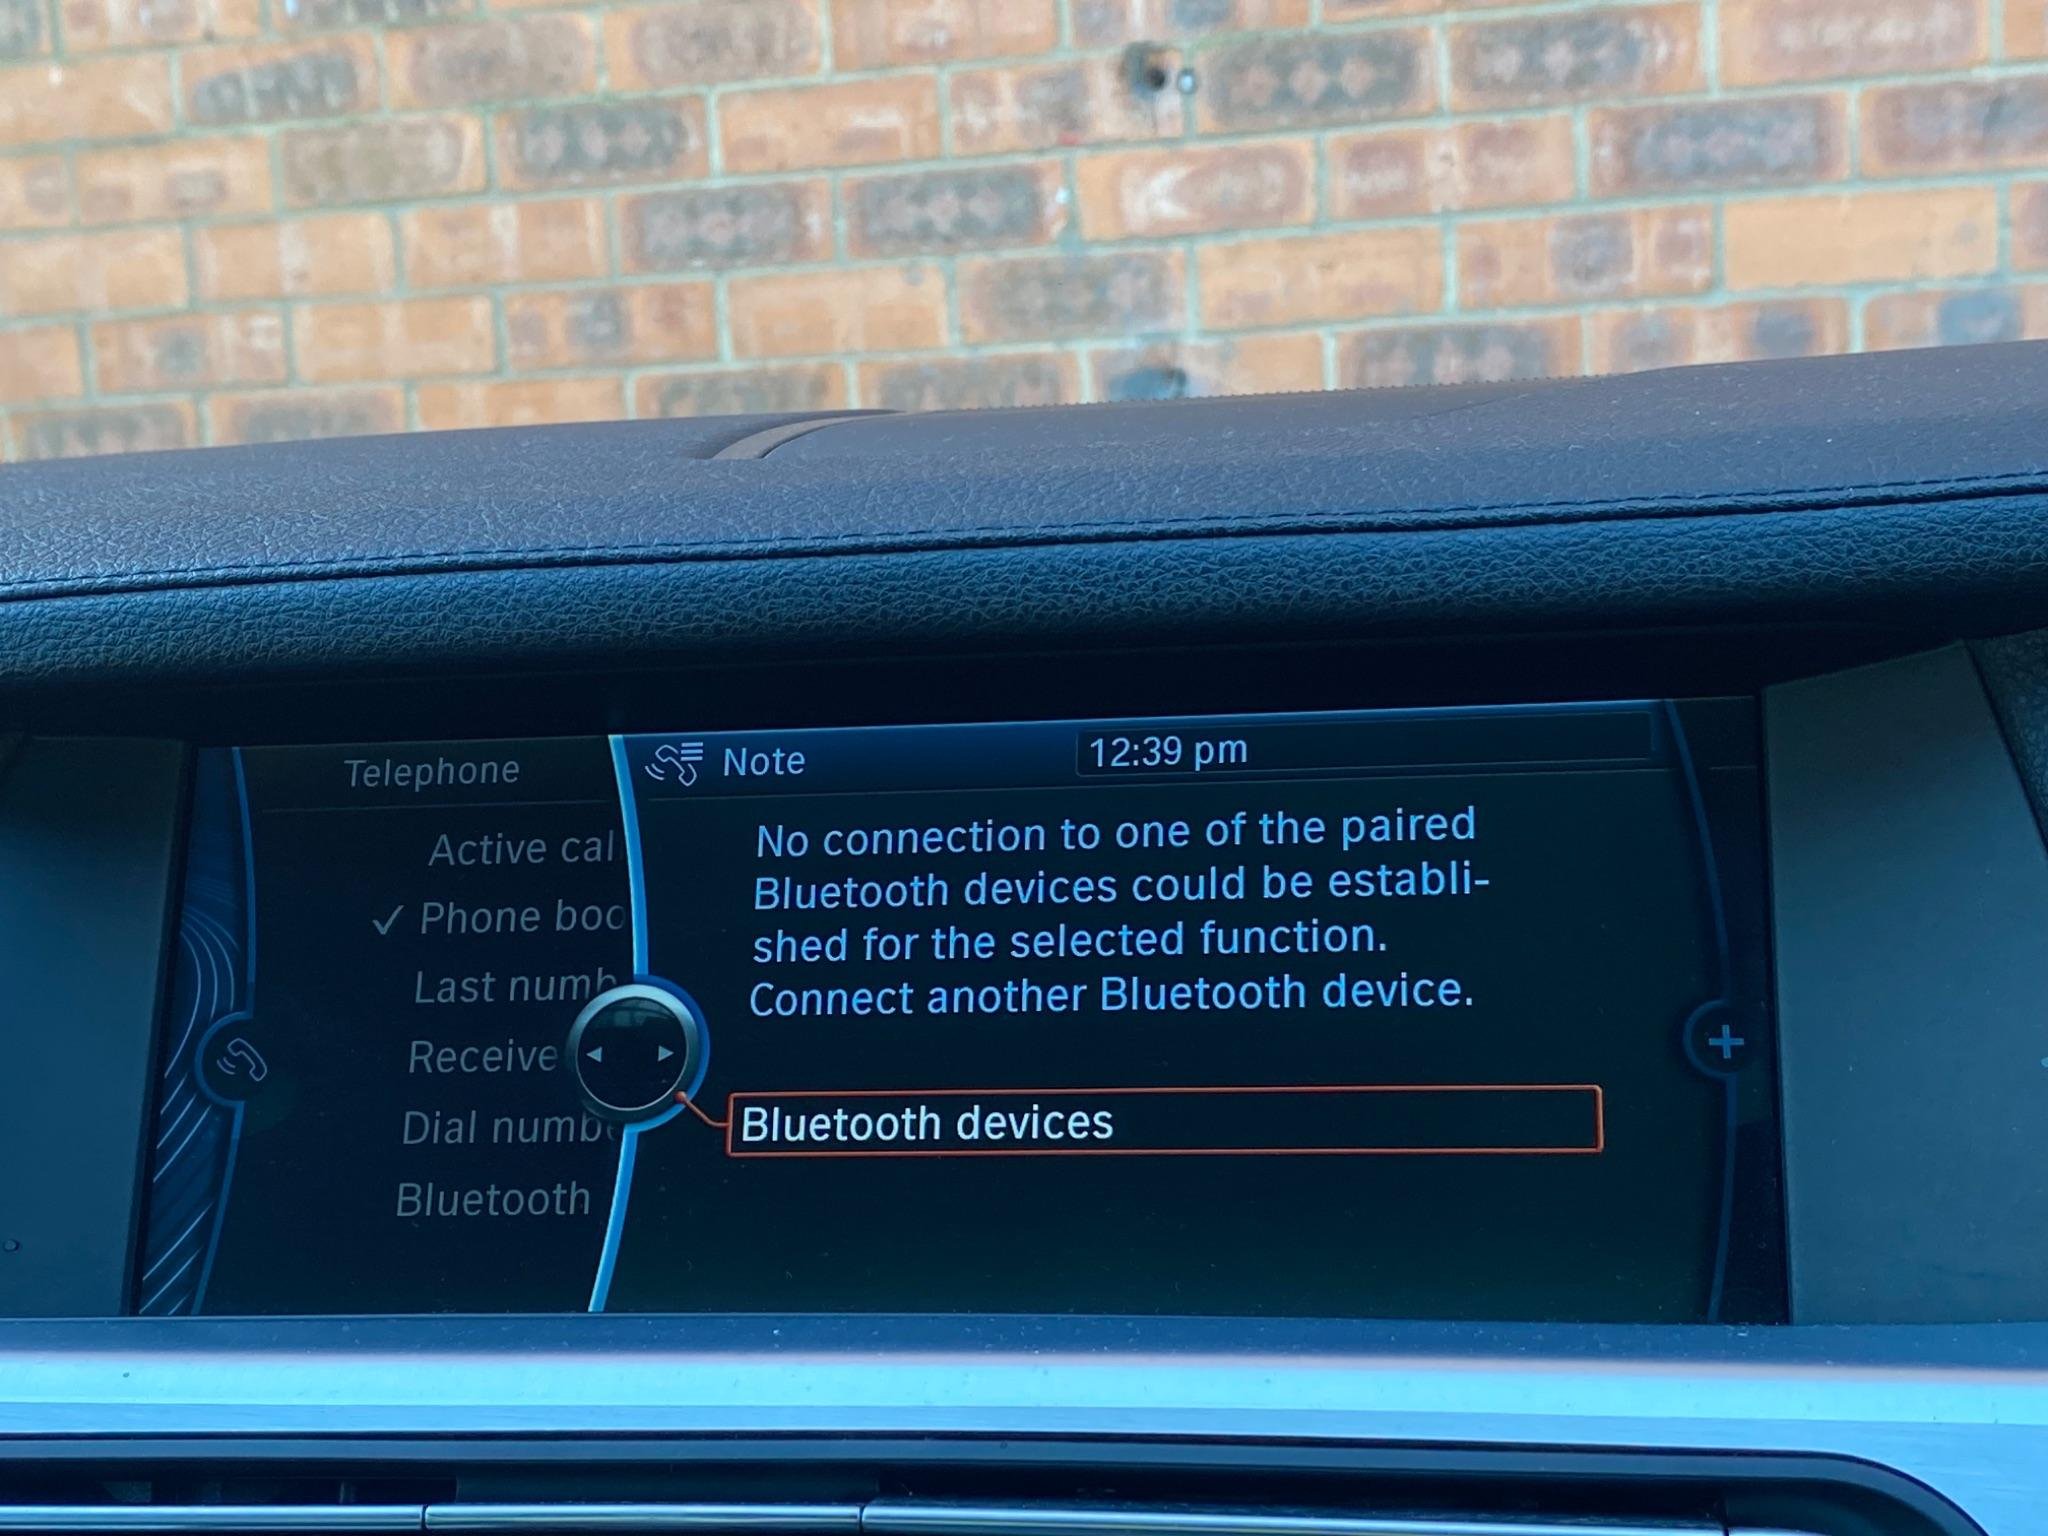 Telephone
Active cal
✓ Phone boo
Last numb
Receive
Dial numb
Bluetooth
Note
12:39 pm
No connection to one of the paired
Bluetooth devices could be establi-
shed for the selected function.
Connect another Bluetooth device.
Bluetooth devices